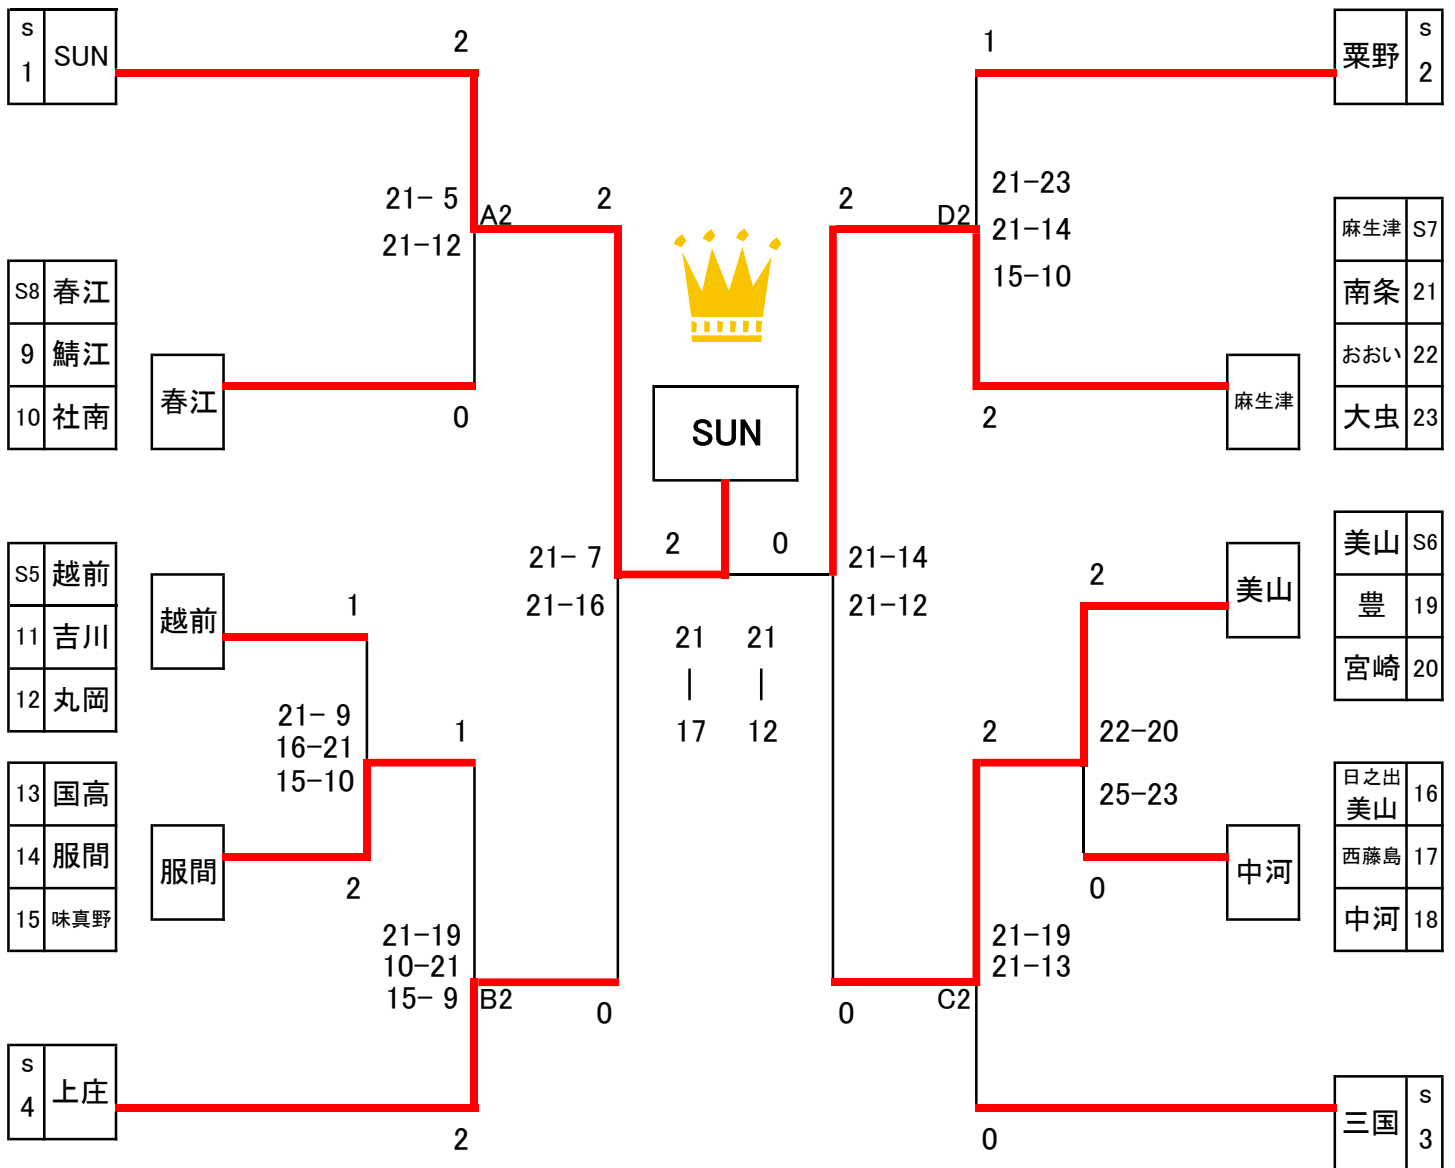 s
1
SUN
2
21- 5
21-12
A2
2
S8 春江
9 鯖江
10 社南
春江
0
S5 越前
11 吉川
12 丸岡
越前
1
21- 9
16-21
15-10
1
13 国高
14 服間
15 味真野
服間
2
21-19
10-21
15- 9
B2
0
s
4
上庄
2
21- 7
21-16
SUN
2
0
21 21
| |
17 12
21-14
21-12
1
粟野
s
2
2
D2
21-23
21-14
15-10
麻生津 S7
南条 21
おおい 22
大虫 23
麻生津
2
美山 S6
豊 19
宮崎 20
美山
2
22-20
25-23
2
日之出
美山
16
西藤島 17
中河 18
中河
0
21-19
21-13
C2
0
三国
s
3
0